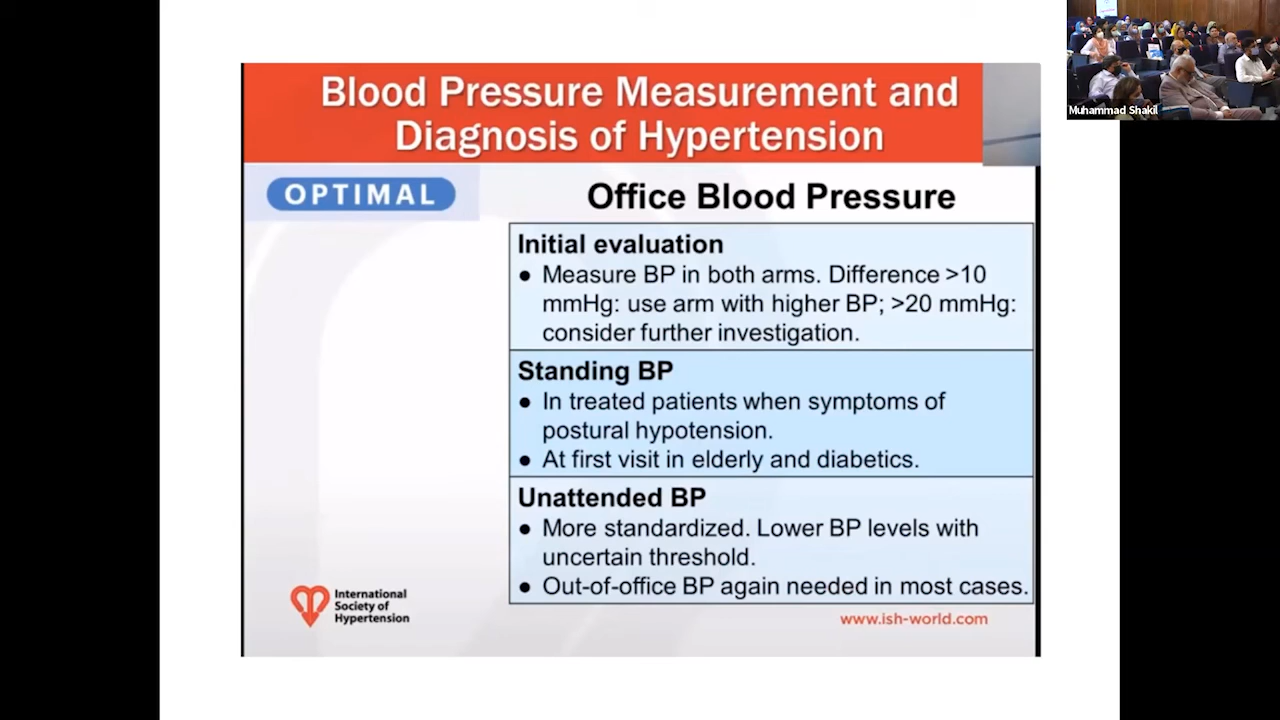 Blood Pressure Measurement and
Diagnosis of Hypertension
OPTIMAL
Office Blood Pressure
Initial evaluation
● Measure BP in both arms. Difference >10
mmHg: use arm with higher BP; >20 mmHg:
consider further investigation.
Standing BP
● In treated patients when symptoms of
postural hypotension.
● At first visit in elderly and diabetics.
Unattended BP
● More standardized. Lower BP levels with
uncertain threshold.
● Out-of-office BP again needed in most cases.
International
Society of
Hypertension
www.ish-world.com
Muhammad Shakil